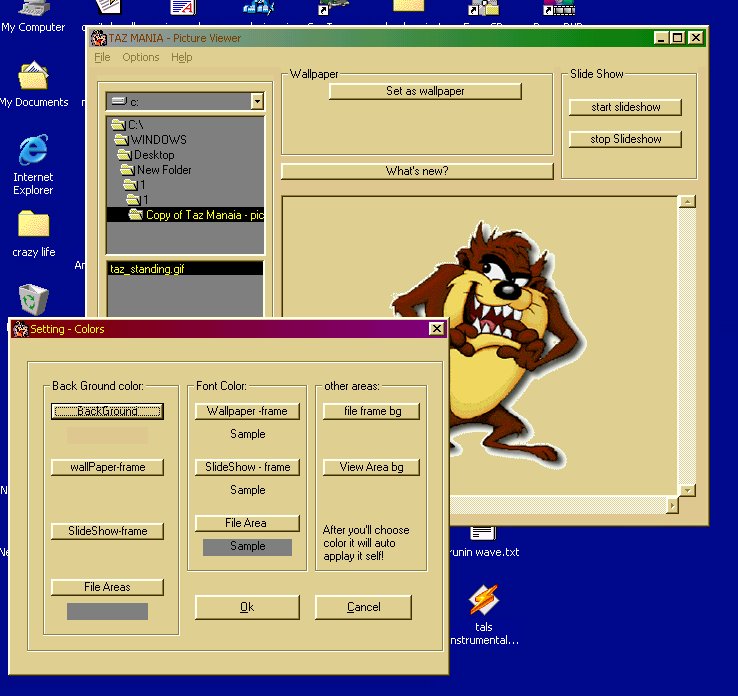 My Computer
My Documents
Internet
Explorer
crazy life
TAZ MANIA - Picture Viewer
File Options Help
c:
C:\
WINDOWS
Desktop
New Folder
1
1
Copy of Taz Manaia - pic
taz_standing.gif
Wallpaper
Set as wallpaper
What's new?
Slide Show
start slideshow
stop Slideshow
Setting - Colors
Back Ground color:
BackGround
wallPaper-frame
SlideShow-frame
File Areas
Font Color:
Wallpaper -frame
Sample
SlideShow - frame
Sample
File Area
Sample
other areas:
file frame bg
View Area bg
After you'll choose
color it will auto
applay it self!
Ok
Cancel
runin wave.txt
tals
nstrumental...